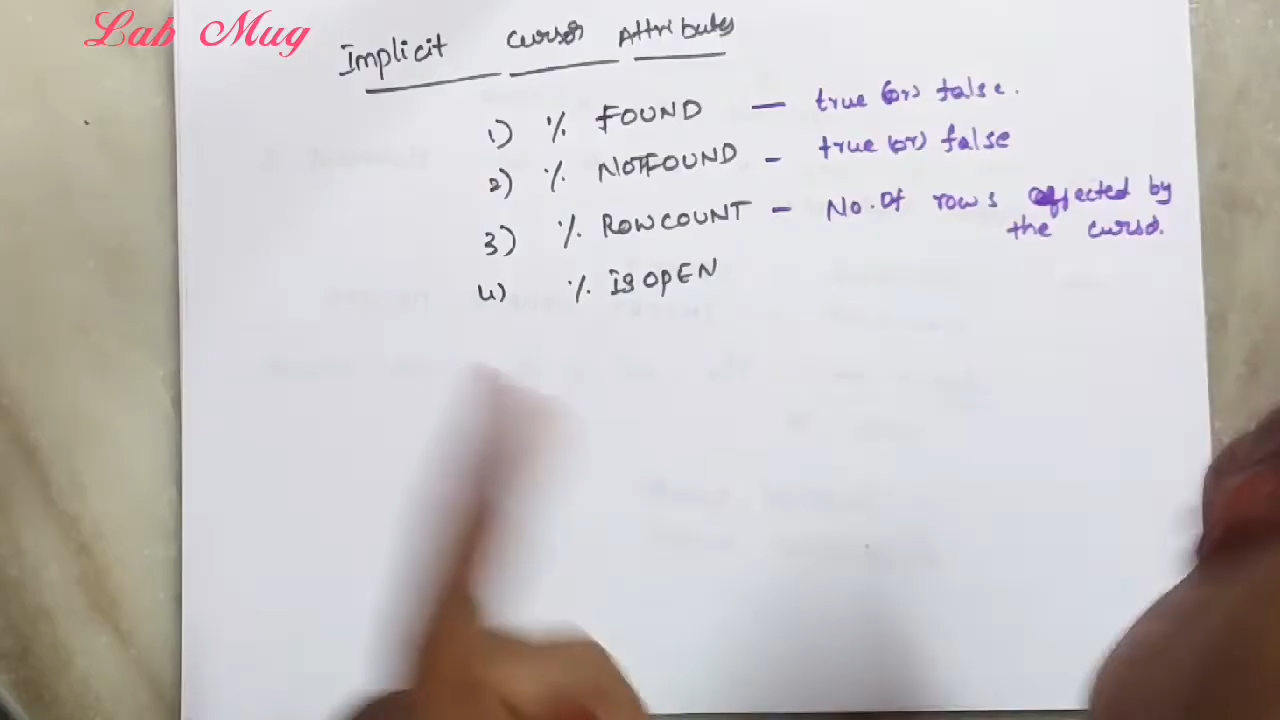 Lab Mug
Implicit cursor Attributes
1) % FOUND — true (or) false.
2) % NOTFOUND - true (or) false
3) % ROWCOUNT - No. Of rows affected by
the cursor.
4) % ISOPEN